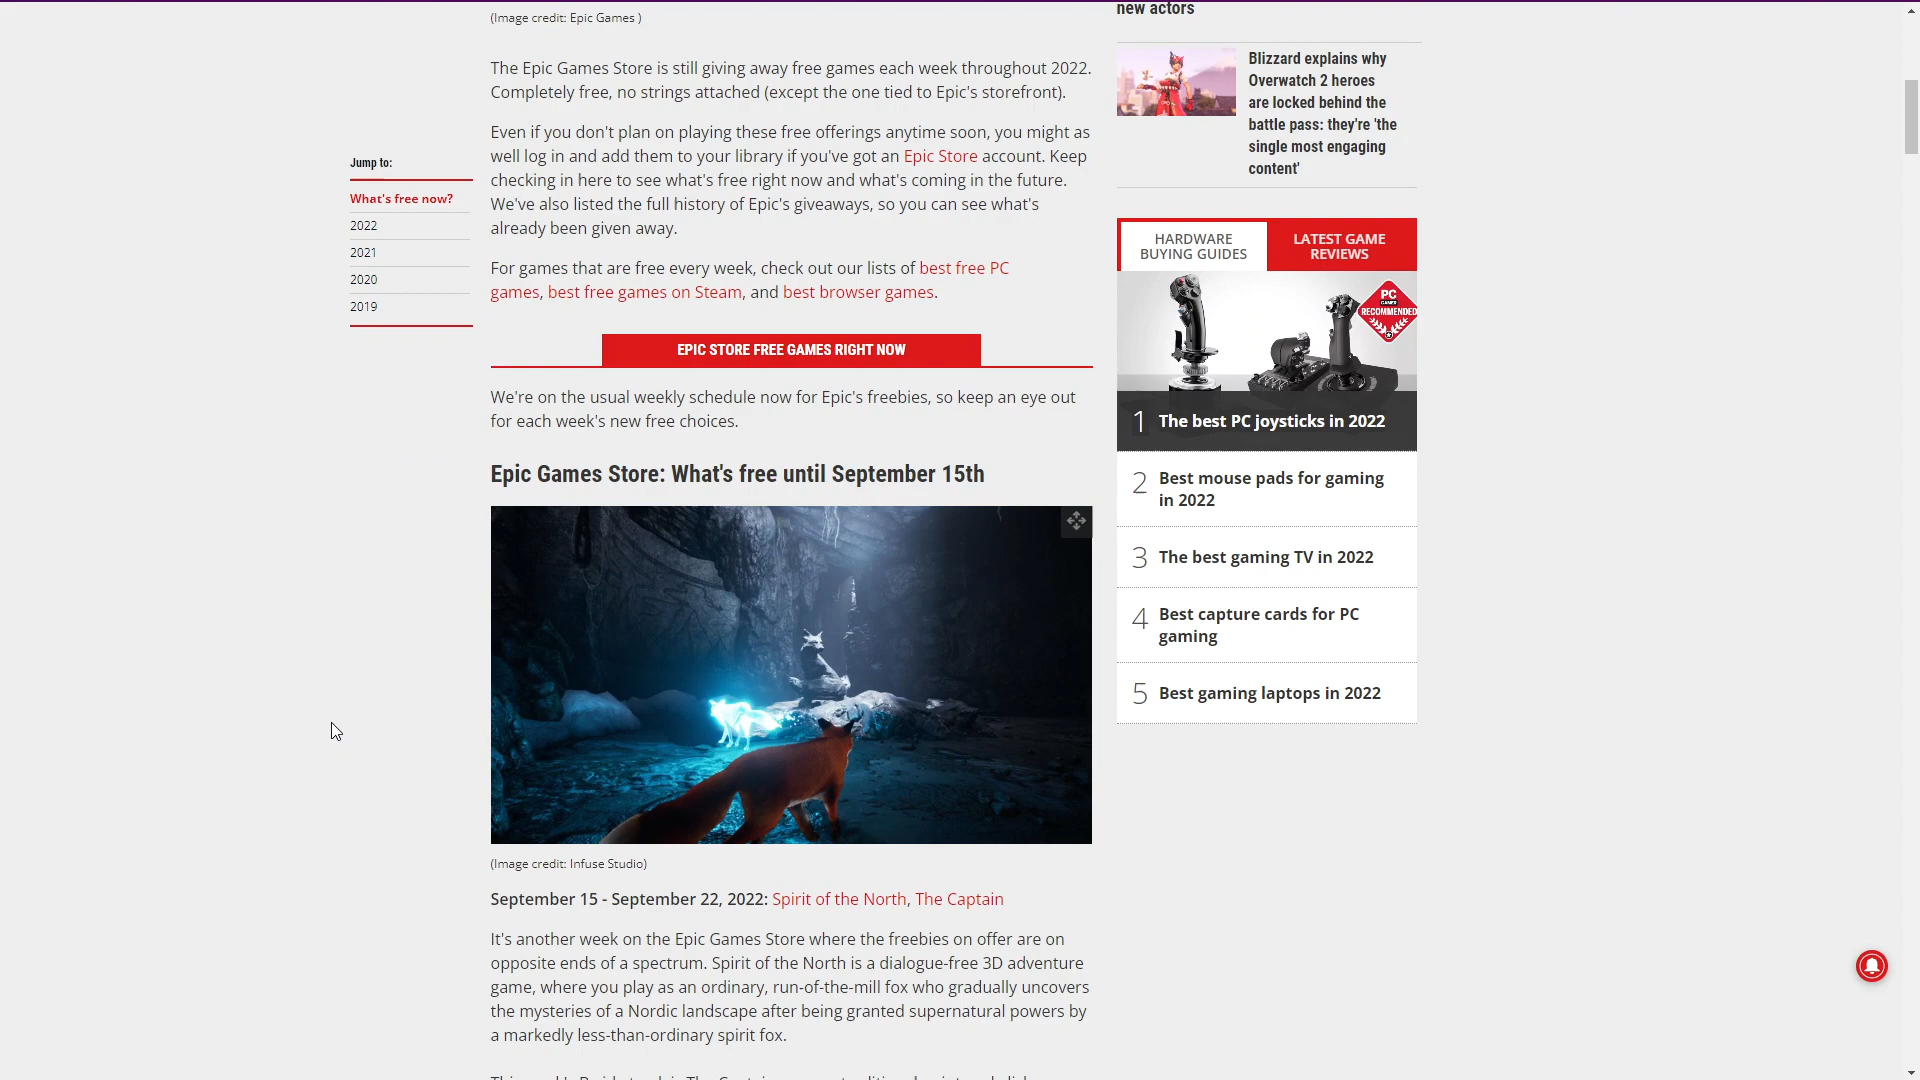 (Image credit: Epic Games )
The Epic Games Store is still giving away free games each week throughout 2022.
Completely free, no strings attached (except the one tied to Epic's storefront).
Even if you don't plan on playing these free offerings anytime soon, you might as
well log in and add them to your library if you've got an Epic Store account. Keep
checking in here to see what's free right now and what's coming in the future.
We've also listed the full history of Epic's giveaways, so you can see what's
already been given away.
For games that are free every week, check out our lists of best free PC
games, best free games on Steam, and best browser games.
Jump to:
What's free now?
2022
2021
2020
2019
EPIC STORE FREE GAMES RIGHT NOW
We're on the usual weekly schedule now for Epic's freebies, so keep an eye out
for each week's new free choices.
Epic Games Store: What's free until September 15th
(Image credit: Infuse Studio)
September 15 - September 22, 2022: Spirit of the North, The Captain
It's another week on the Epic Games Store where the freebies on offer are on
opposite ends of a spectrum. Spirit of the North is a dialogue-free 3D adventure
game, where you play as an ordinary, run-of-the-mill fox who gradually uncovers
the mysteries of a Nordic landscape after being granted supernatural powers by
a markedly less-than-ordinary spirit fox.
new actors
Blizzard explains why
Overwatch 2 heroes
are locked behind the
battle pass: they're 'the
single most engaging
content'
HARDWARE
BUYING GUIDES
LATEST GAME
REVIEWS
PC
GAMER
RECOMMENDED
1 The best PC joysticks in 2022
2 Best mouse pads for gaming
in 2022
3 The best gaming TV in 2022
4 Best capture cards for PC
gaming
5 Best gaming laptops in 2022